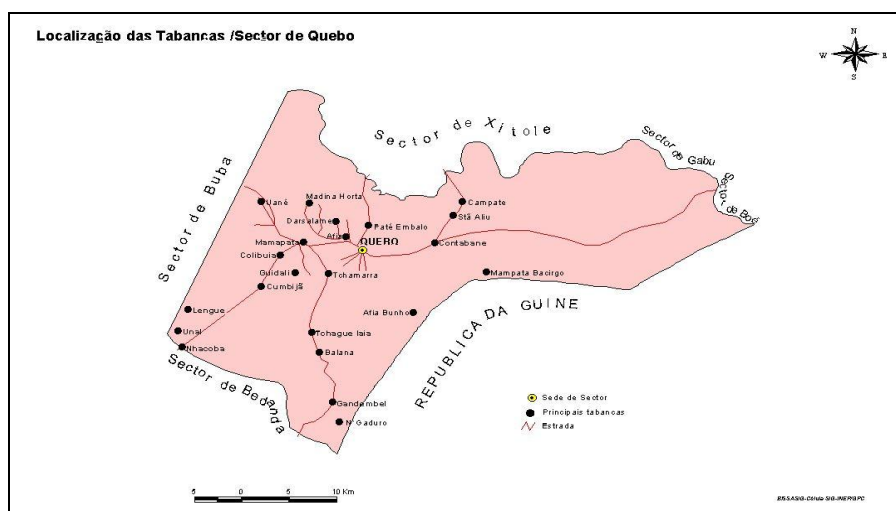 Localização das Tabancas /Sector de Quebo
N
W E
S
Sector de Xitole
Sector de Gabu
Sector de Boé
Sector de Buba
Uané
Madina Horta
Campate
Darsalame
Stã Aliu
Paté Embalo
Afia
Mamapata
QUEBO
Contabane
Colibuia
Guidali
Tchamarra
Mampata Bacirgo
Cumbijã
Lengue
Afia Bunho
REPUBLICA DA GUINE
Unal
Tchague Iaia
Nhacoba
Balana
Sector de Bedanda
Gandembel
N'Gaduro
Sede de Sector
Principais tabancas
Estrada
5 0 5 10 Km